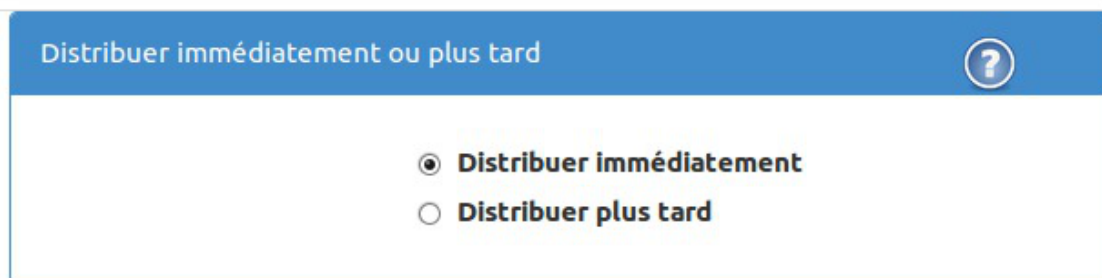 Distribuer immédiatement ou plus tard
?
Distribuer immédiatement
Distribuer plus tard